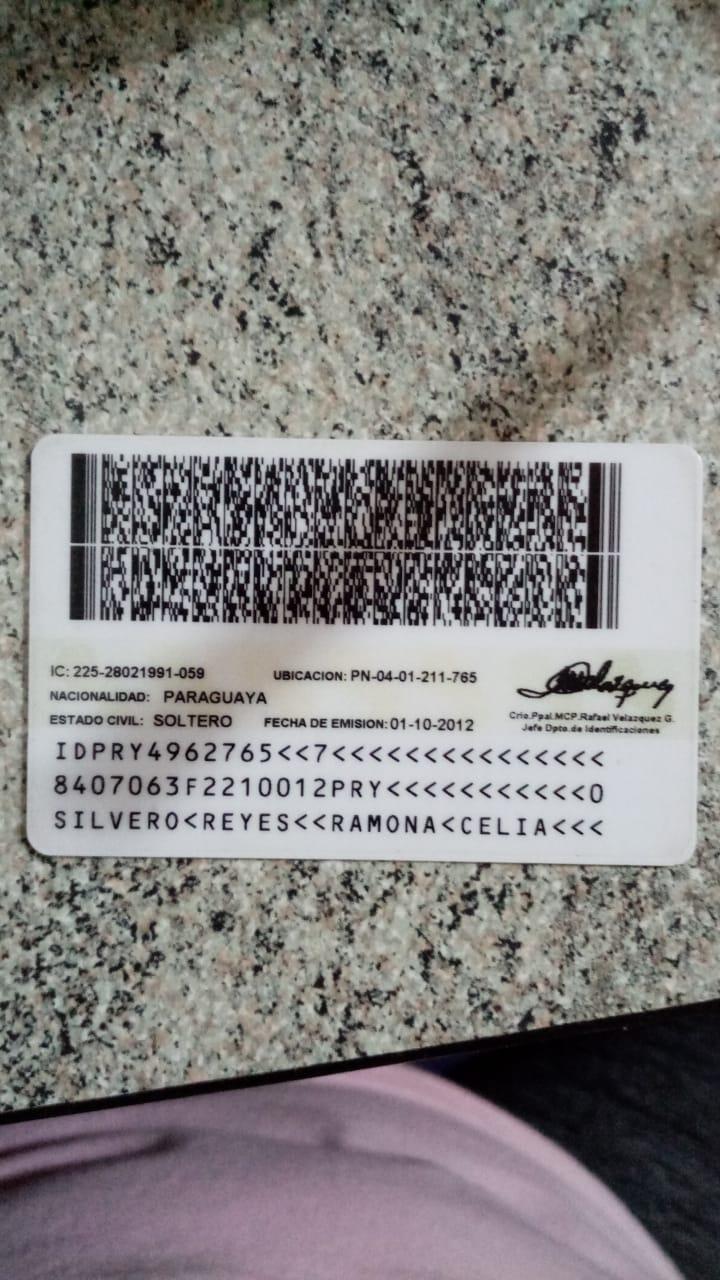 IC: 225-28021991-059 UBICACION: PN-04-01-211-765
NACIONALIDAD: PARAGUAYA
ESTADO CIVIL: SOLTERO FECHA DE EMISION: 01-10-2012
Crio.Ppal.MCP.Rafael Velazquez G.
Jefe Dpto.de Identificaciones
IDPRY4962765<<7<<<<<<<<<<<<<<<
8407063F2210012PRY<<<<<<<<<<<0
SILVERO<REYES<<RAMONA<CELIA<<<